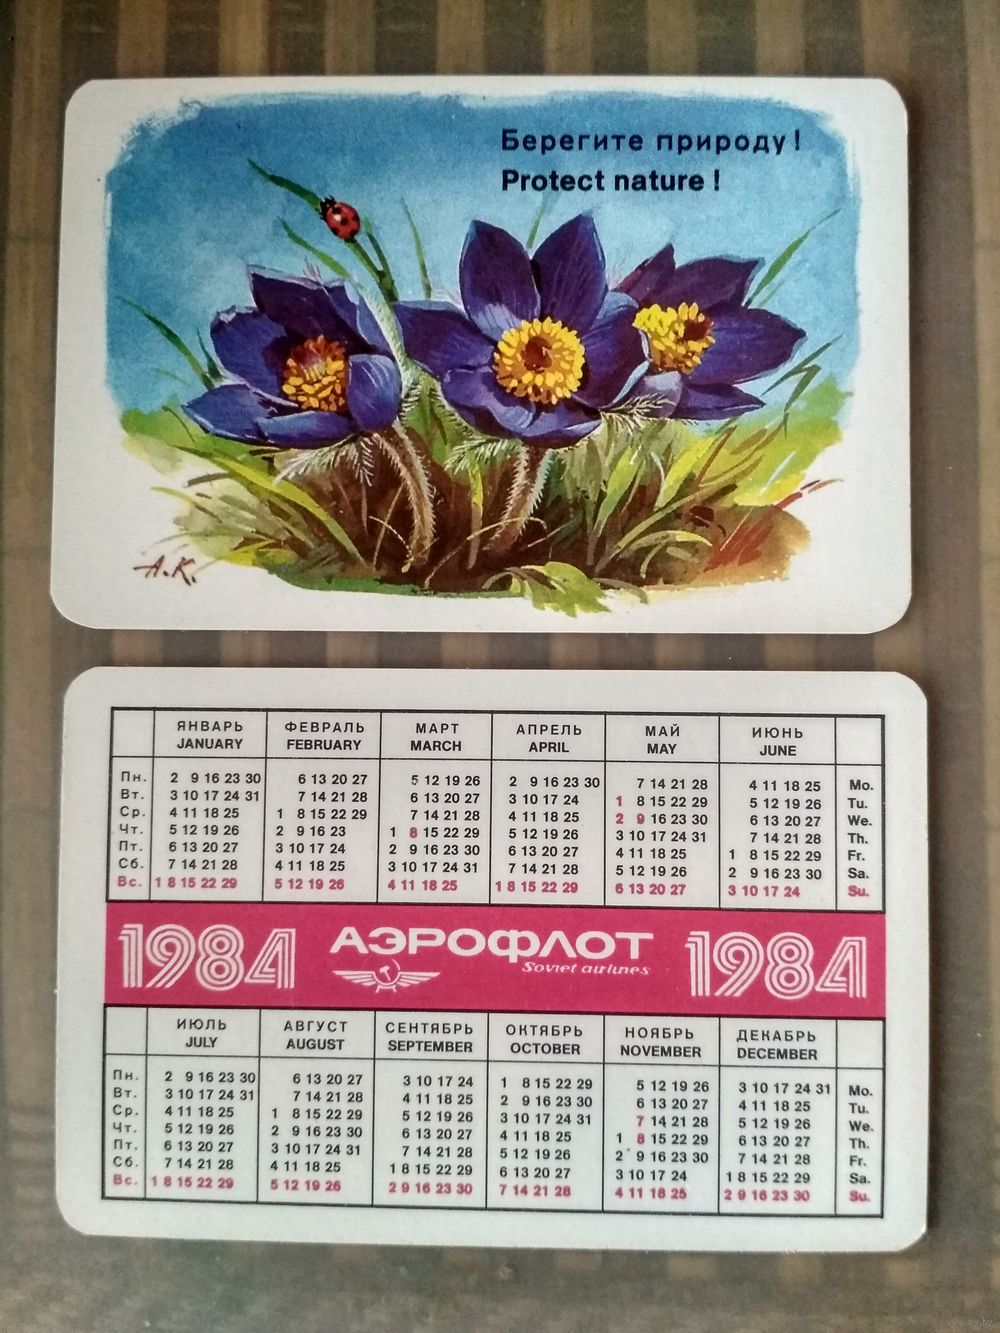 Берегите природу!
Protect nature!
А.К.
ЯНВАРЬ ФЕВРАЛЬ МАРТ АПРЕЛЬ МАЙ ИЮНЬ
JANUARY FEBRUARY MARCH APRIL MAY JUNE
Пн. 2 9 16 23 30 6 13 20 27 5 12 19 26 2 9 16 23 30 7 14 21 28 4 11 18 25 Mo.
Вт. 3 10 17 24 31 7 14 21 28 6 13 20 27 3 10 17 24 1 8 15 22 29 5 12 19 26 Tu.
Ср. 4 11 18 25 1 8 15 22 29 7 14 21 28 4 11 18 25 2 9 16 23 30 6 13 20 27 We.
Чт. 5 12 19 26 2 9 16 23 1 8 15 22 29 5 12 19 26 3 10 17 24 31 7 14 21 28 Th.
Пт. 6 13 20 27 3 10 17 24 2 9 16 23 30 6 13 20 27 4 11 18 25 1 8 15 22 29 Fr.
Сб. 7 14 21 28 4 11 18 25 3 10 17 24 31 7 14 21 28 5 12 19 26 2 9 16 23 30 Sa.
Вс. 1 8 15 22 29 5 12 19 26 4 11 18 25 1 8 15 22 29 6 13 20 27 3 10 17 24 Su.
1984 АЭРОФЛОТ 1984
Soviet airlines
ИЮЛЬ АВГУСТ СЕНТЯБРЬ ОКТЯБРЬ НОЯБРЬ ДЕКАБРЬ
JULY AUGUST SEPTEMBER OCTOBER NOVEMBER DECEMBER
Пн. 2 9 16 23 30 6 13 20 27 3 10 17 24 1 8 15 22 29 5 12 19 26 3 10 17 24 31 Mo.
Вт. 3 10 17 24 31 7 14 21 28 4 11 18 25 2 9 16 23 30 6 13 20 27 4 11 18 25 Tu.
Ср. 4 11 18 25 1 8 15 22 29 5 12 19 26 3 10 17 24 31 7 14 21 28 5 12 19 26 We.
Чт. 5 12 19 26 2 9 16 23 30 6 13 20 27 4 11 18 25 1 8 15 22 29 6 13 20 27 Th.
Пт. 6 13 20 27 3 10 17 24 31 7 14 21 28 5 12 19 26 2 9 16 23 30 7 14 21 28 Fr.
Сб. 7 14 21 28 4 11 18 25 1 8 15 22 29 6 13 20 27 3 10 17 24 1 8 15 22 29 Sa.
Вс. 1 8 15 22 29 5 12 19 26 2 9 16 23 30 7 14 21 28 4 11 18 25 2 9 16 23 30 Su.
www.ay.by